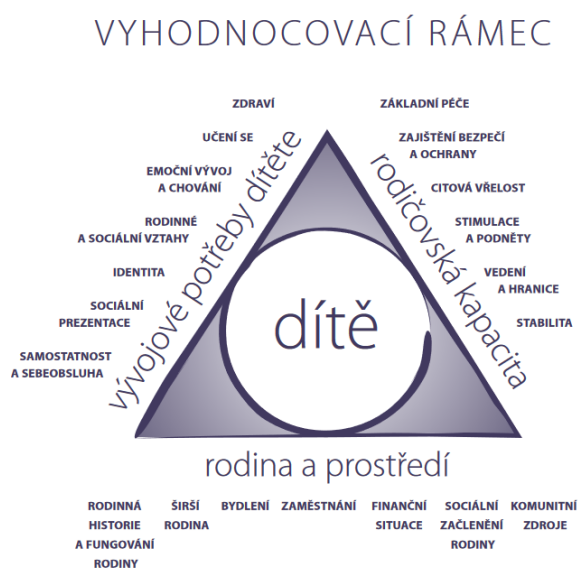 VYHODNOCOVACÍ RÁMEC
ZDRAVÍ
UČENÍ SE
EMOČNÍ VÝVOJ
A CHOVÁNÍ
RODINNÉ
A SOCIÁLNÍ VZTAHY
IDENTITA
SOCIÁLNÍ
PREZENTACE
SAMOSTATNOST
A SEBEOBSLUHA
vývojové potřeby dítěte
ZÁKLADNÍ PÉČE
ZAJIŠTĚNÍ BEZPEČÍ
A OCHRANY
CITOVÁ VŘELOST
STIMULACE
A PODNĚTY
VEDENÍ
A HRANICE
STABILITA
rodičovská kapacita
dítě
rodina a prostředí
RODINNÁ
HISTORIE
A FUNGOVÁNÍ
RODINY
ŠIRŠÍ
RODINA
BYDLENÍ
ZAMĚSTNÁNÍ
FINANČNÍ
SITUACE
SOCIÁLNÍ
ZAČLENĚNÍ
RODINY
KOMUNITNÍ
ZDROJE